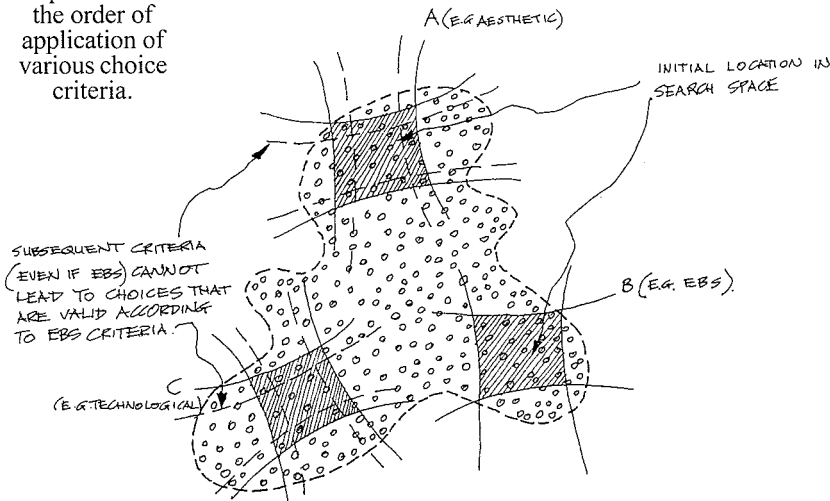 the order of
application of
various choice
criteria.
A (E.G AESTHETIC)
INITIAL LOCATION IN
SEARCH SPACE
SUBSEQUENT CRITERIA
(EVEN IF EBS) CANNOT
LEAD TO CHOICES THAT
ARE VALID ACCORDING
TO EBS CRITERIA.
B (E.G. EBS).
C
(E.G. TECHNOLOGICAL)